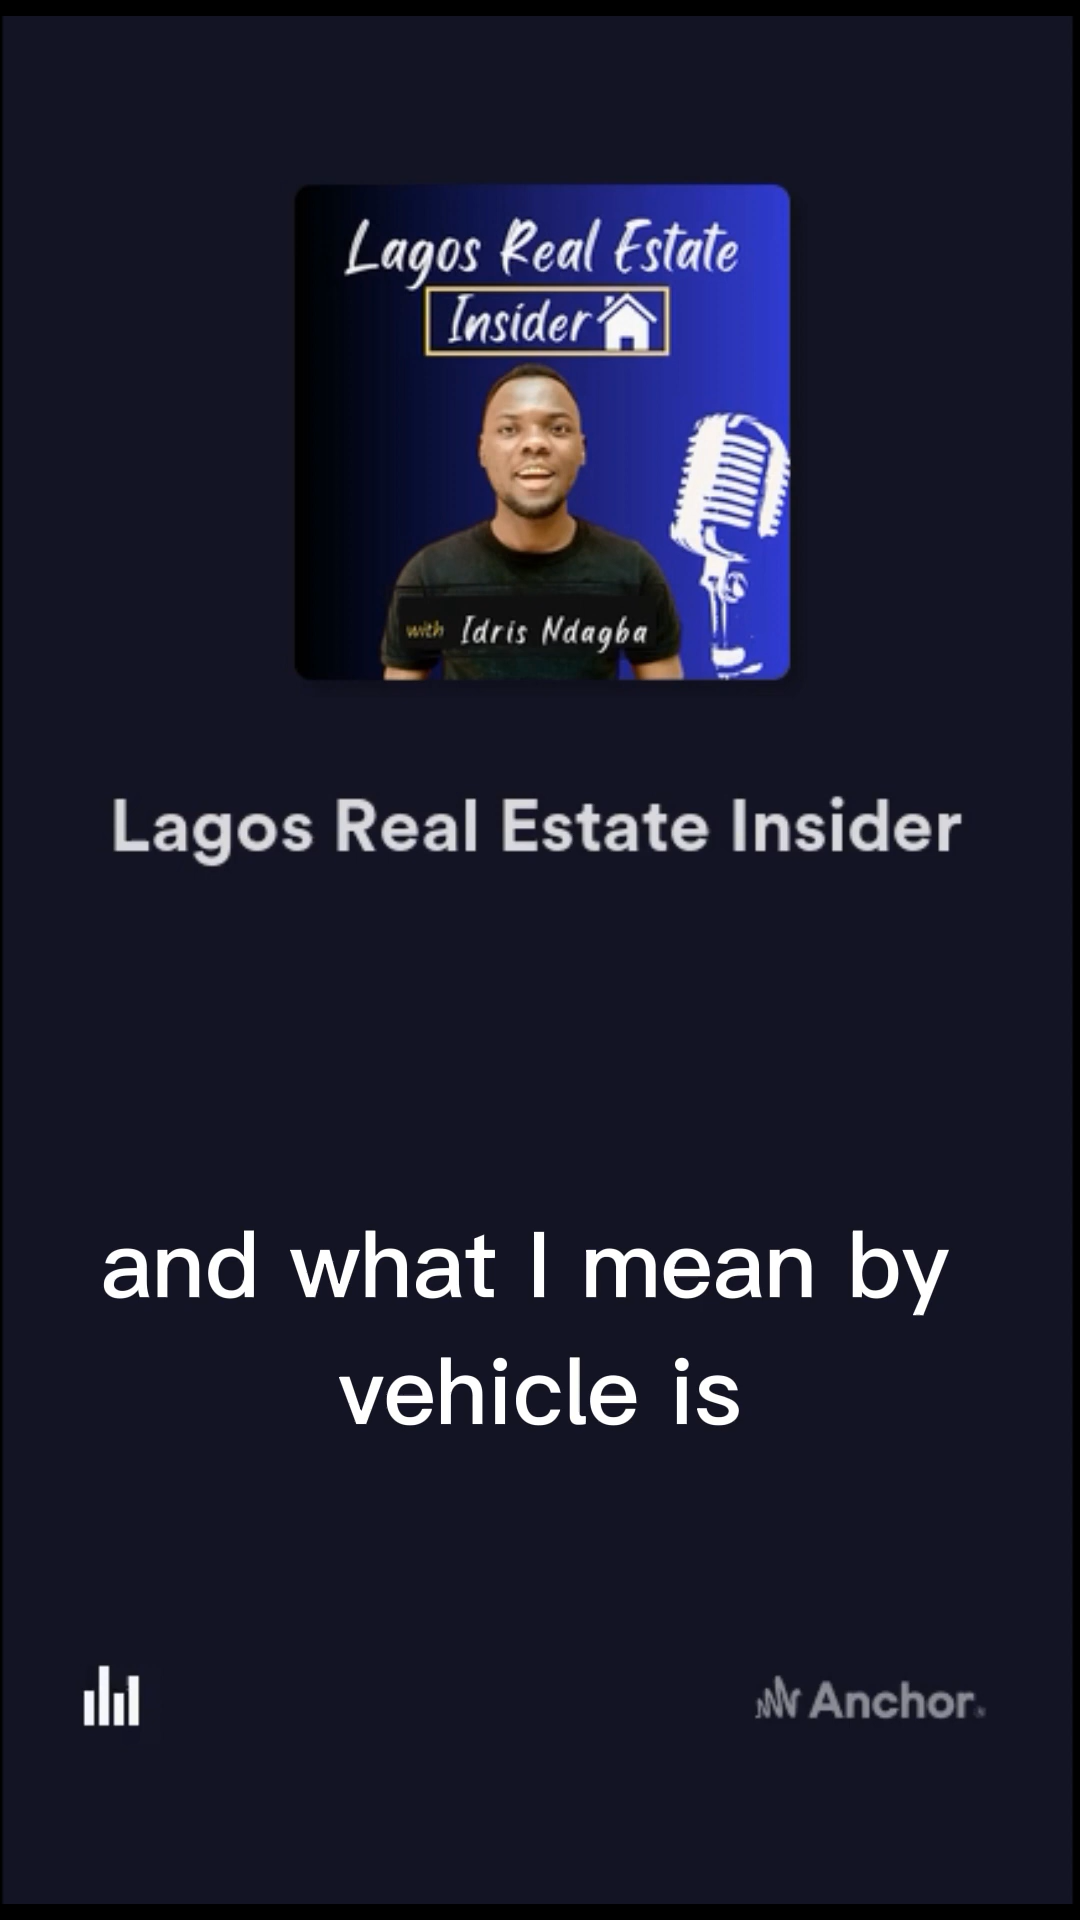 Lagos Real Estate
Insider
with Idris Ndagba
Lagos Real Estate Insider
and what I mean by
vehicle is
Anchor